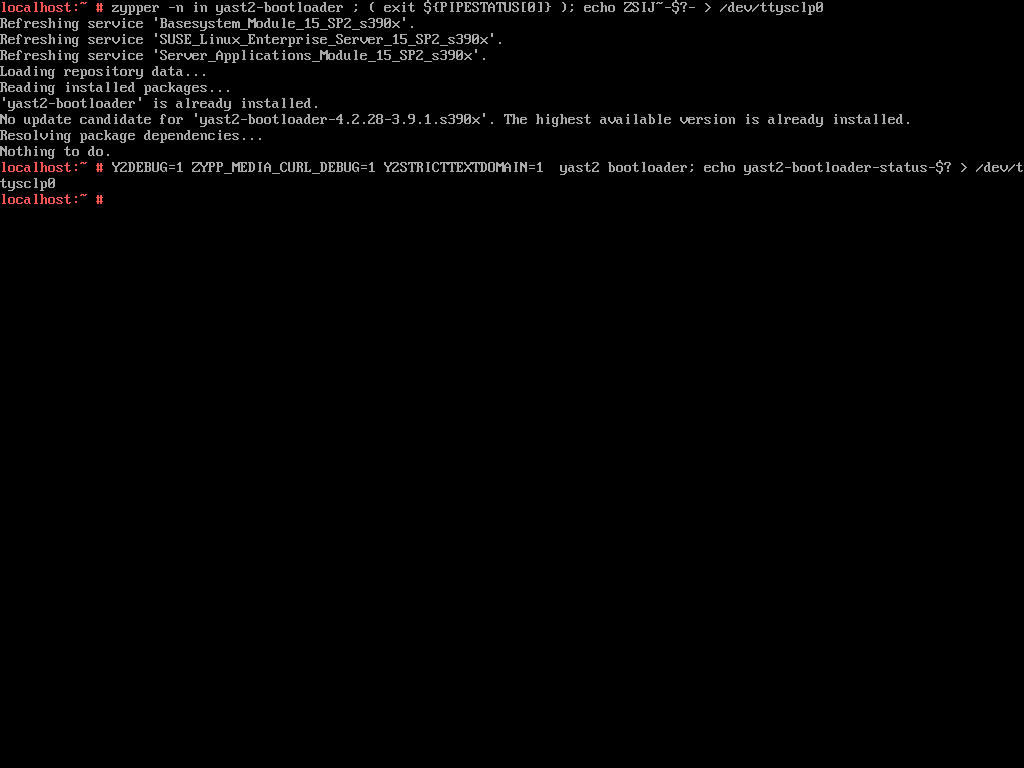 localhost:~ # zypper -n in yast2-bootloader ; ( exit ${PIPESTATUS[0]} ); echo ZSIJ~-$?- > /dev/ttysclp0
Refreshing service 'Basesystem_Module_15_SP2_s390x'.
Refreshing service 'SUSE_Linux_Enterprise_Server_15_SP2_s390x'.
Refreshing service 'Server_Applications_Module_15_SP2_s390x'.
Loading repository data...
Reading installed packages...
'yast2-bootloader' is already installed.
No update candidate for 'yast2-bootloader-4.2.28-3.9.1.s390x'. The highest available version is already installed.
Resolving package dependencies...
Nothing to do.
localhost:~ # Y2DEBUG=1 ZYPP_MEDIA_CURL_DEBUG=1 Y2STRICTTEXTDOMAIN=1  yast2 bootloader; echo yast2-bootloader-status-$? > /dev/t
tysclp0
localhost:~ #